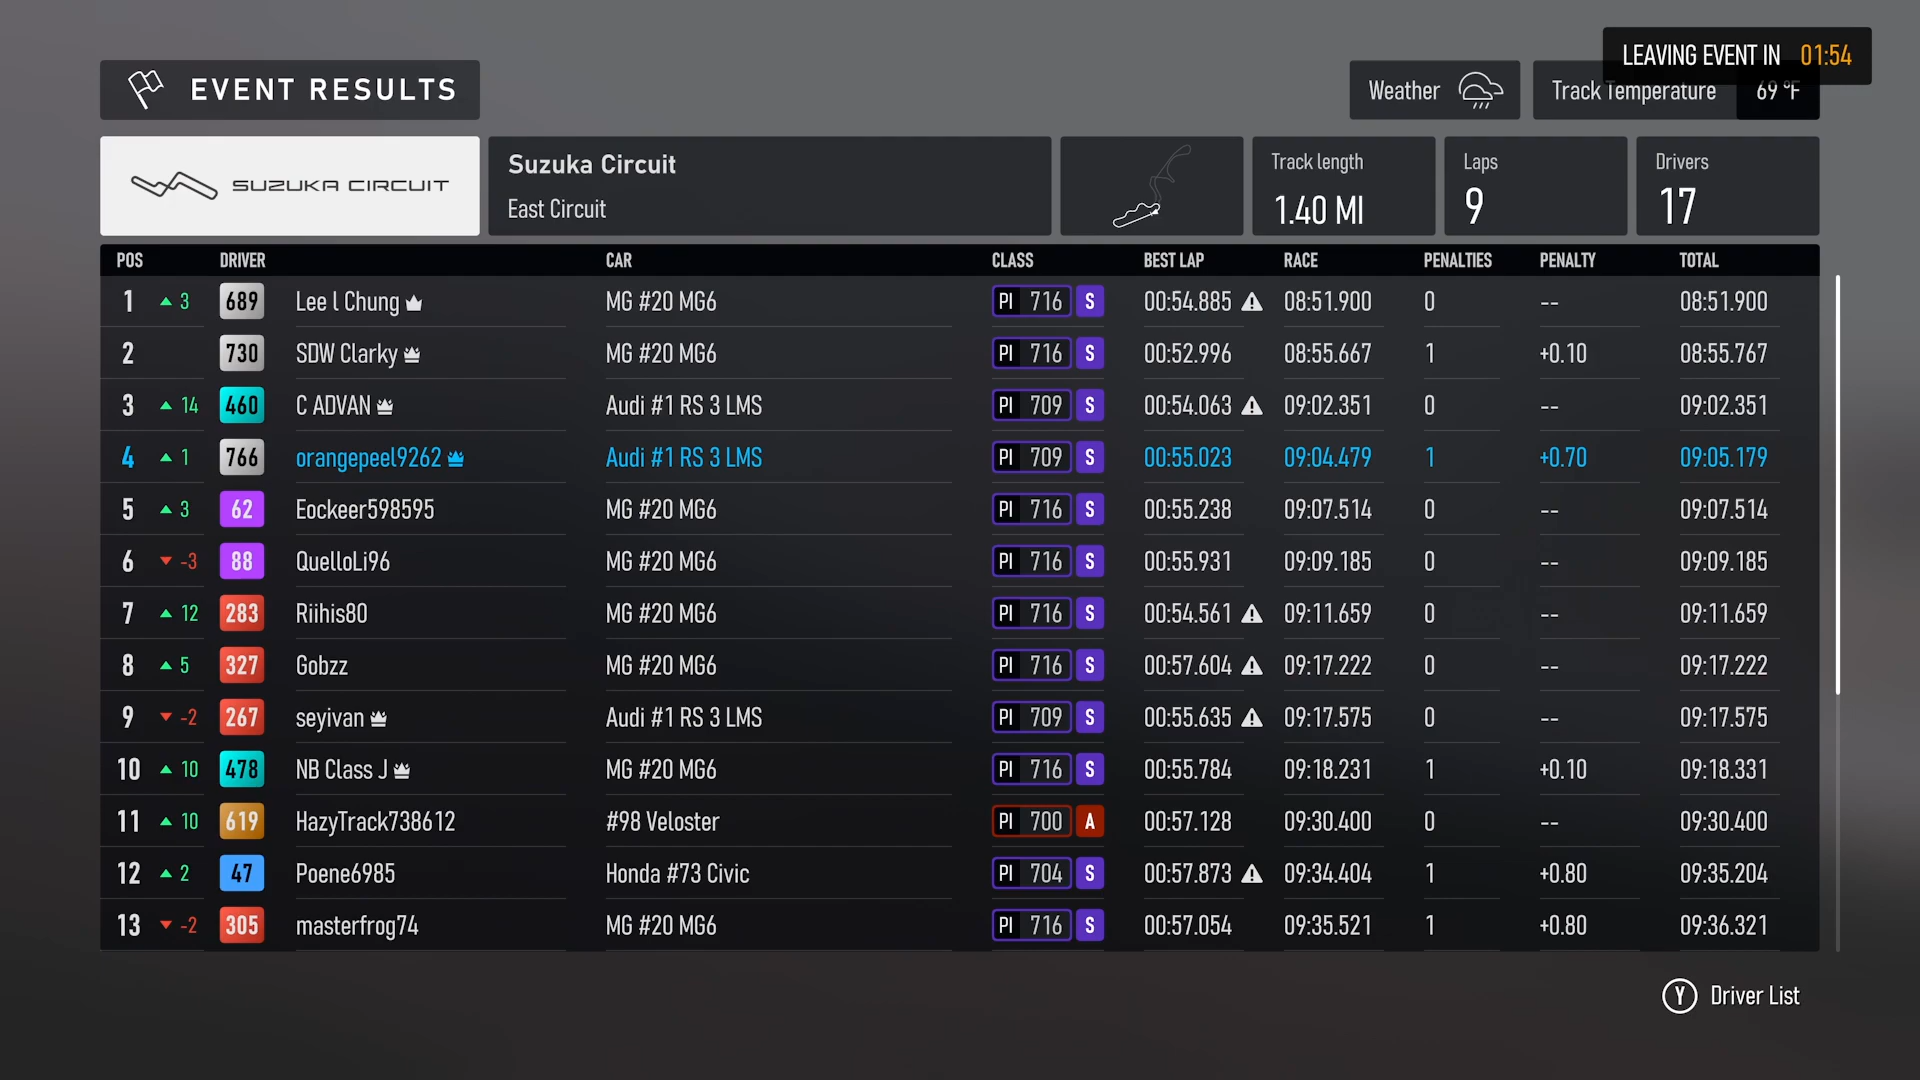 LEAVING EVENT IN 01:54
EVENT RESULTS
Weather
Track Temperature 69 °F
SUZUKA CIRCUIT
Suzuka Circuit
East Circuit
Track length
1.40 MI
Laps
9
Drivers
17
POS DRIVER CAR CLASS BEST LAP RACE PENALTIES PENALTY TOTAL
1 3 689 Lee l Chung MG #20 MG6 PI 716 S 00:54.885 08:51.900 0 -- 08:51.900
2 730 SDW Clarky MG #20 MG6 PI 716 S 00:52.996 08:55.667 1 +0.10 08:55.767
3 14 460 C ADVAN Audi #1 RS 3 LMS PI 709 S 00:54.063 09:02.351 0 -- 09:02.351
4 1 766 orangepeel9262 Audi #1 RS 3 LMS PI 709 S 00:55.023 09:04.479 1 +0.70 09:05.179
5 3 62 Eockeer598595 MG #20 MG6 PI 716 S 00:55.238 09:07.514 0 -- 09:07.514
6 -3 88 QuelloLi96 MG #20 MG6 PI 716 S 00:55.931 09:09.185 0 -- 09:09.185
7 12 283 Riihis80 MG #20 MG6 PI 716 S 00:54.561 09:11.659 0 -- 09:11.659
8 5 327 Gobzz MG #20 MG6 PI 716 S 00:57.604 09:17.222 0 -- 09:17.222
9 -2 267 seyivan Audi #1 RS 3 LMS PI 709 S 00:55.635 09:17.575 0 -- 09:17.575
10 10 478 NB Class J MG #20 MG6 PI 716 S 00:55.784 09:18.231 1 +0.10 09:18.331
11 10 619 HazyTrack738612 #98 Veloster PI 700 A 00:57.128 09:30.400 0 -- 09:30.400
12 2 47 Poene6985 Honda #73 Civic PI 704 S 00:57.873 09:34.404 1 +0.80 09:35.204
13 -2 305 masterfrog74 MG #20 MG6 PI 716 S 00:57.054 09:35.521 1 +0.80 09:36.321
Y Driver List